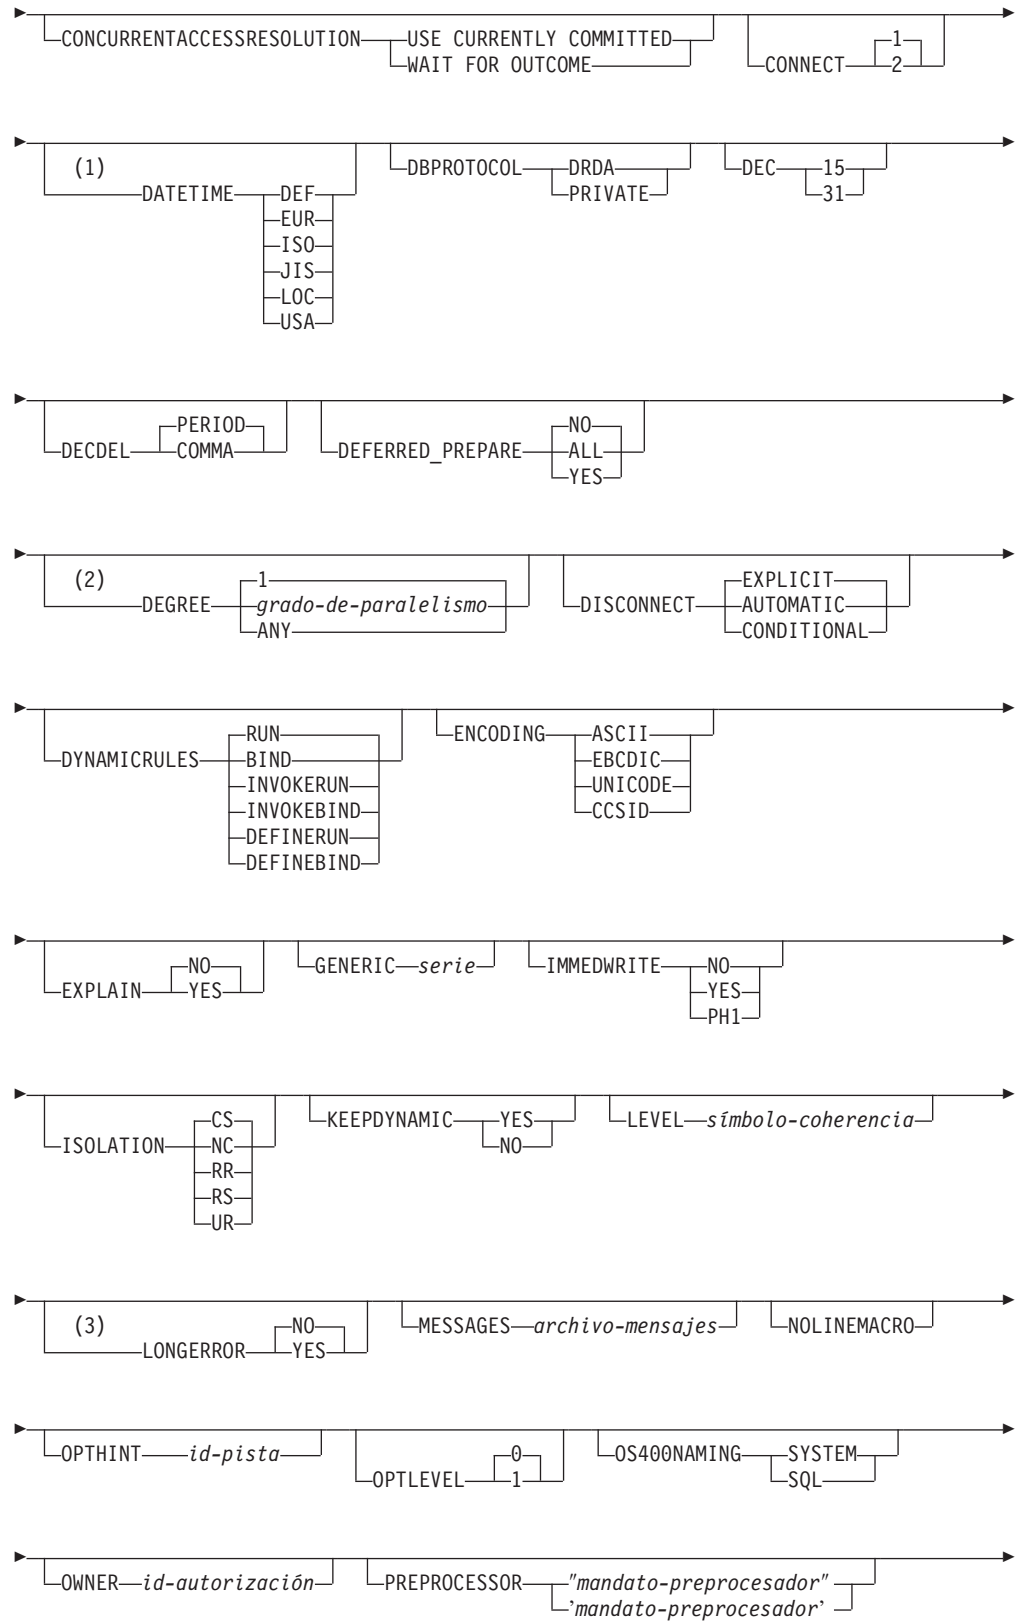 CONCURRENTACCESSRESOLUTION USE CURRENTLY COMMITTED
WAIT FOR OUTCOME
CONNECT 1
2
(1)
DATETIME DEF
EUR
ISO
JIS
LOC
USA
DBPROTOCOL DRDA
PRIVATE
DEC 15
31
DECDEL PERIOD
COMMA
DEFERRED_PREPARE NO
ALL
YES
(2)
DEGREE 1
grado-de-paralelismo
ANY
DISCONNECT EXPLICIT
AUTOMATIC
CONDITIONAL
DYNAMICRULES RUN
BIND
INVOKERUN
INVOKEBIND
DEFINERUN
DEFINEBIND
ENCODING ASCII
EBCDIC
UNICODE
CCSID
EXPLAIN NO
YES
GENERIC serie
IMMEDWRITE NO
YES
PH1
ISOLATION CS
NC
RR
RS
UR
KEEPDYNAMIC YES
NO
LEVEL símbolo-coherencia
(3)
LONGERROR NO
YES
MESSAGES archivo-mensajes
NOLINEMACRO
OPTHINT id-pista
OPTLEVEL 0
1
OS400NAMING SYSTEM
SQL
OWNER id-autorización
PREPROCESSOR "mandato-preprocesador"
'mandato-preprocesador'